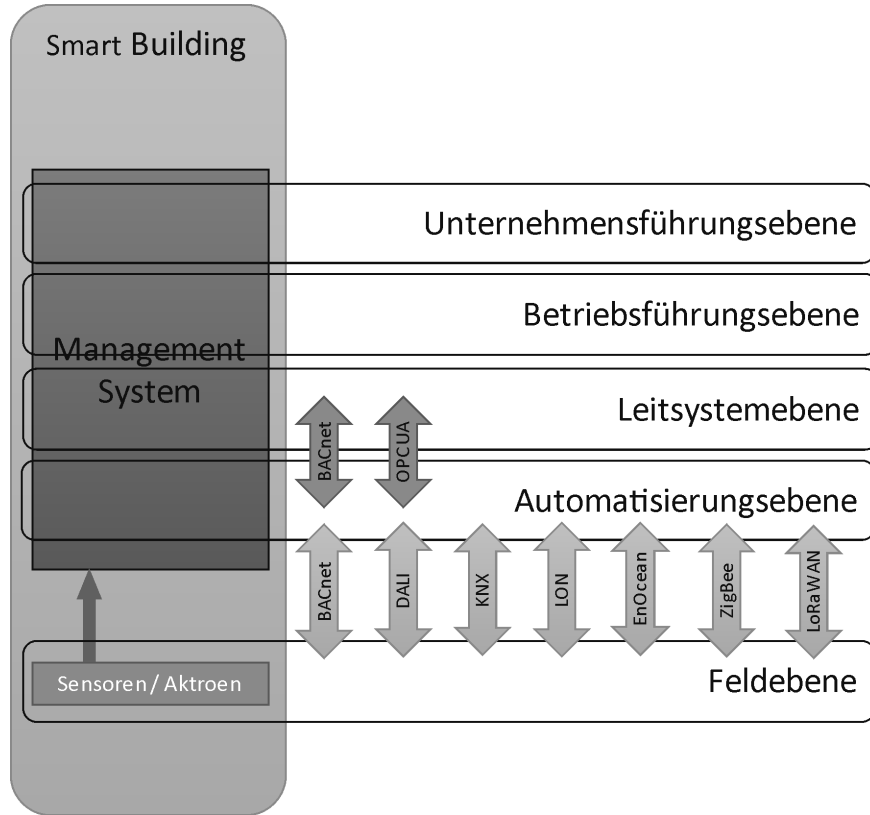 Smart Building
Unternehmensführungsebene
Betriebsführungsebene
Management
System
Leitsystemebene
BACnet
OPCUA
Automatisierungsebene
BACnet
DALI
KNX
LON
EnOcean
ZigBee
LoRaWAN
Sensoren / Aktroen
Feldebene